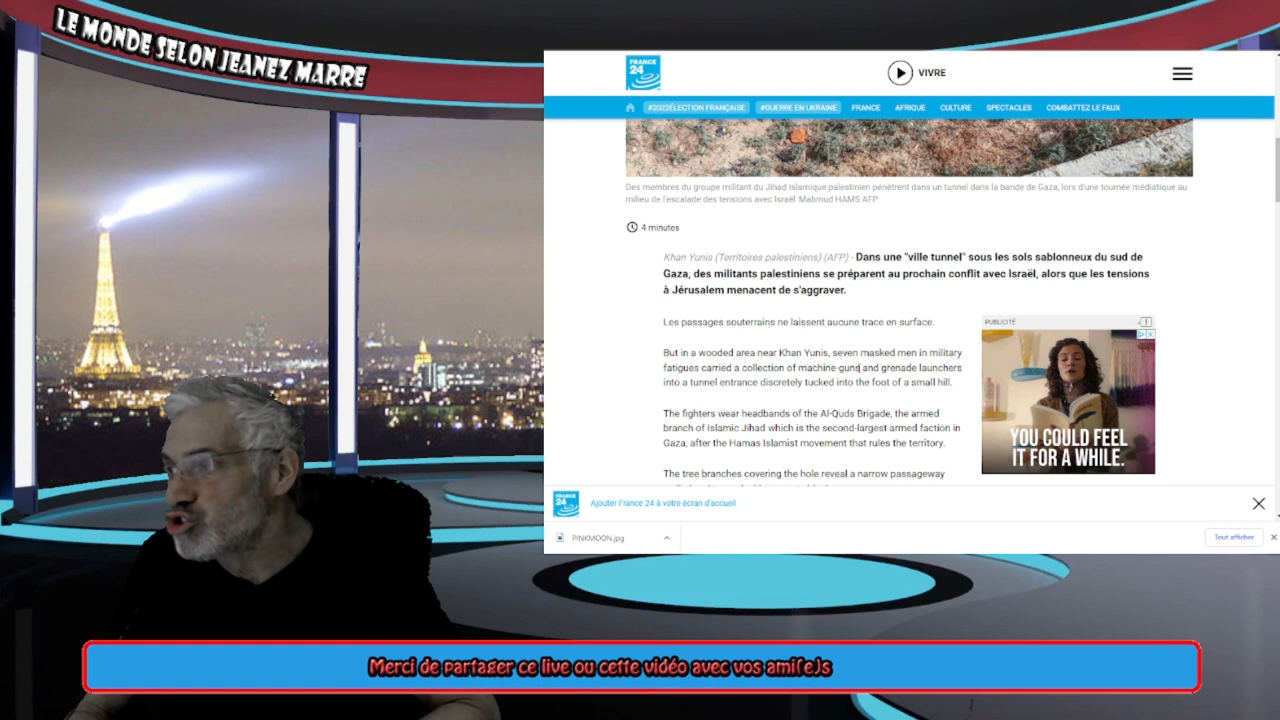 LE MONDE SELON JEANEZ MARRE
FRANCE
24
VIVRE
#2022ÉLECTION FRANÇAISE #GUERRE EN UKRAINE FRANCE AFRIQUE CULTURE SPECTACLES COMBATTEZ LE FAUX
Des membres du groupe militant du Jihad islamique palestinien pénètrent dans un tunnel dans la bande de Gaza, lors d'une tournée médiatique au
milieu de l'escalade des tensions avec Israël Mahmud HAMS AFP
4 minutes
Khan Yunis (Territoires palestiniens) (AFP) - Dans une "ville tunnel" sous les sols sablonneux du sud de
Gaza, des militants palestiniens se préparent au prochain conflit avec Israël, alors que les tensions
à Jérusalem menacent de s'aggraver.
Les passages souterrains ne laissent aucune trace en surface.
But in a wooded area near Khan Yunis, seven masked men in military
fatigues carried a collection of machine-guns and grenade launchers
into a tunnel entrance discretely tucked into the foot of a small hill.
The fighters wear headbands of the Al-Quds Brigade, the armed
branch of Islamic Jihad which is the second-largest armed faction in
Gaza, after the Hamas Islamist movement that rules the territory.
The tree branches covering the hole reveal a narrow passageway
PUBLICITÉ
YOU COULD FEEL
IT FOR A WHILE.
FRANCE
24
Ajouter France 24 à votre écran d'accueil
PINKMOON.jpg
Tout afficher
Merci de partager ce live ou cette vidéo avec vos ami(e)s